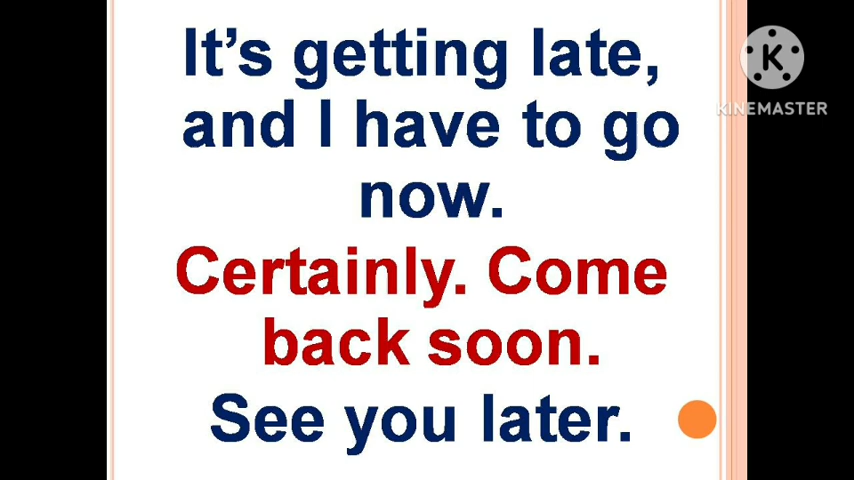 It's getting late,
and I have to go
now.
Certainly. Come
back soon.
See you later.
K
KINEMASTER